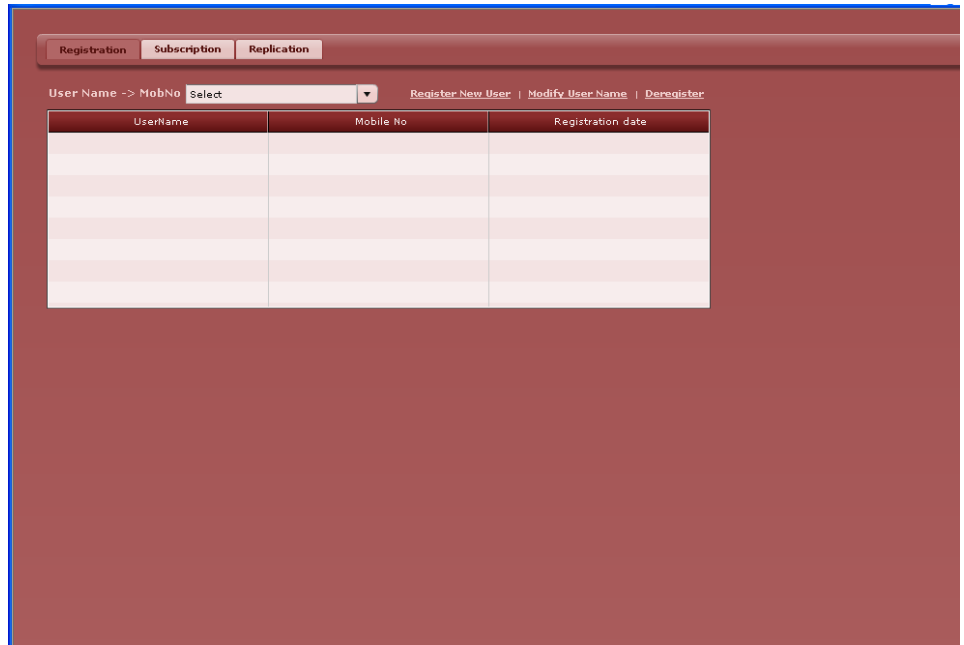 Registration Subscription Replication
User Name -> MobNo Select Register New User | Modify User Name | Deregister
UserName Mobile No Registration date